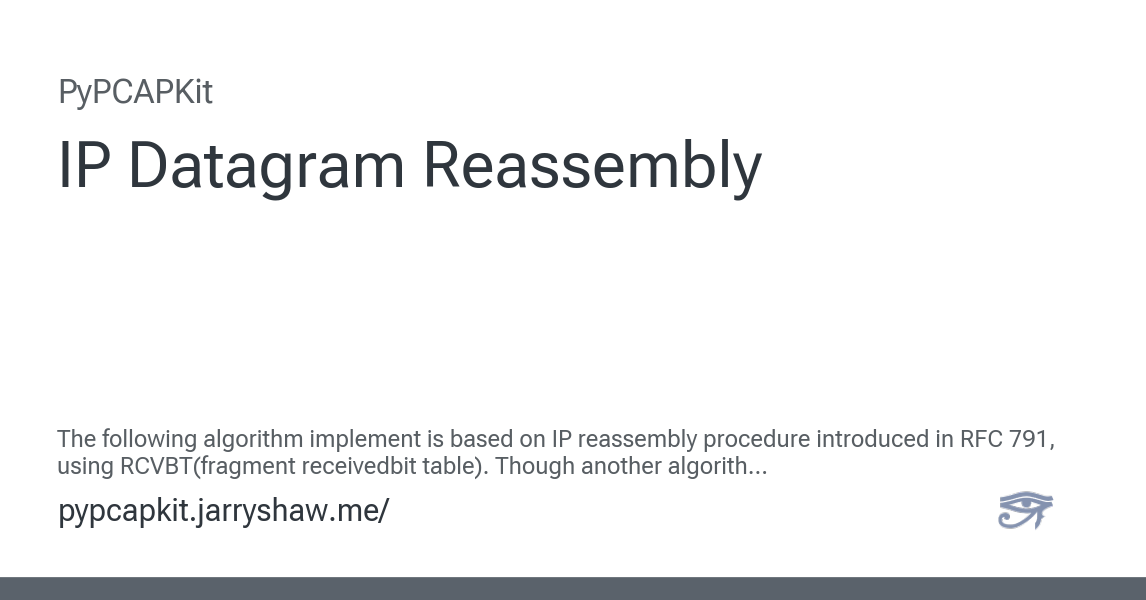 PyPCAPKit
IP Datagram Reassembly
The following algorithm implement is based on IP reassembly procedure introduced in RFC 791,
using RCVBT(fragment receivedbit table). Though another algorith...
pypcapkit.jarryshaw.me/